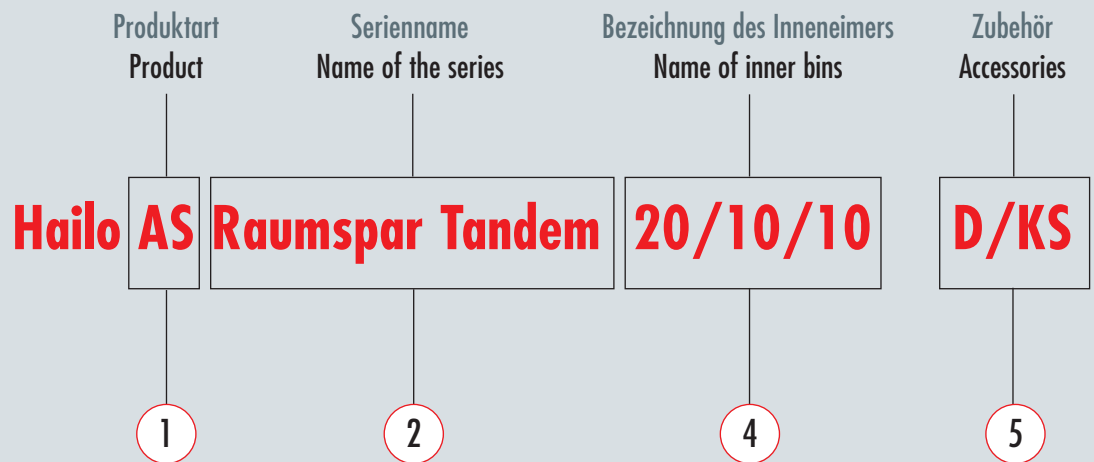 Produktart Serienname Bezeichnung des Inneneimers Zubehör
Product Name of the series Name of inner bins Accessories
Hailo AS Raumspar Tandem 20/10/10 D/KS
1 2 4 5